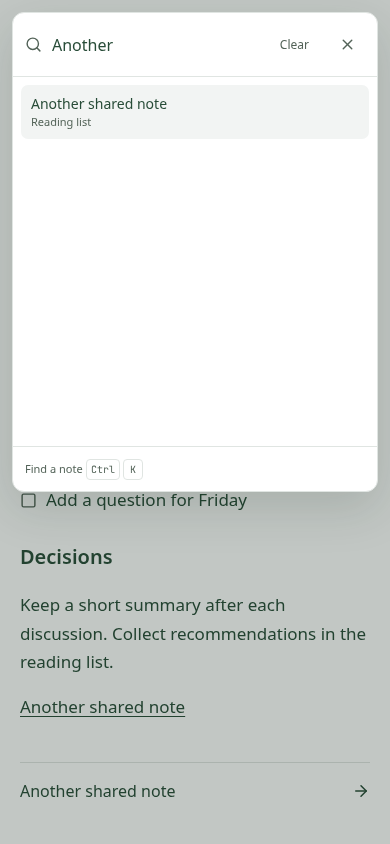 Another
Clear
Another shared note
Reading list
Find a note Ctrl K
Add a question for Friday
Decisions
Keep a short summary after each
discussion. Collect recommendations in the
reading list.
Another shared note
Another shared note